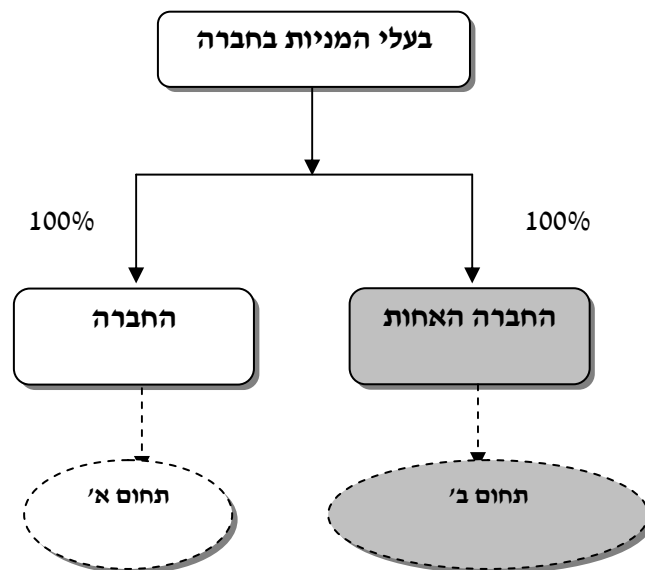 בעלי המניות בחברה
100%
100%
החברה האחות
החברה
תחום ב'
תחום א'